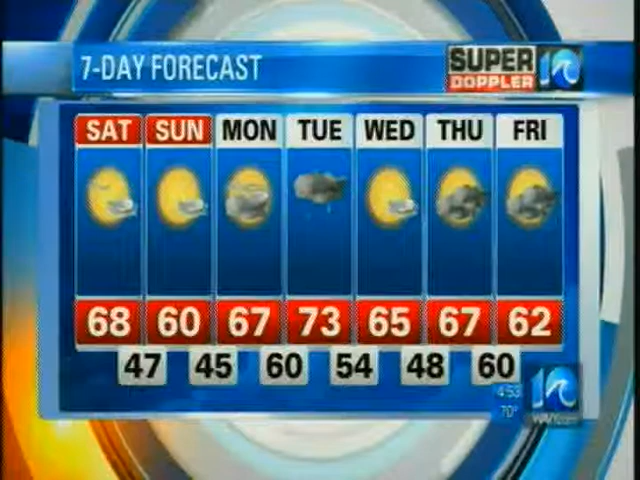 7-DAY FORECAST
SUPER
DOPPLER 10
SAT SUN MON TUE WED THU FRI
68 60 67 73 65 67 62
47 45 60 54 48 60
4:53
70°
10